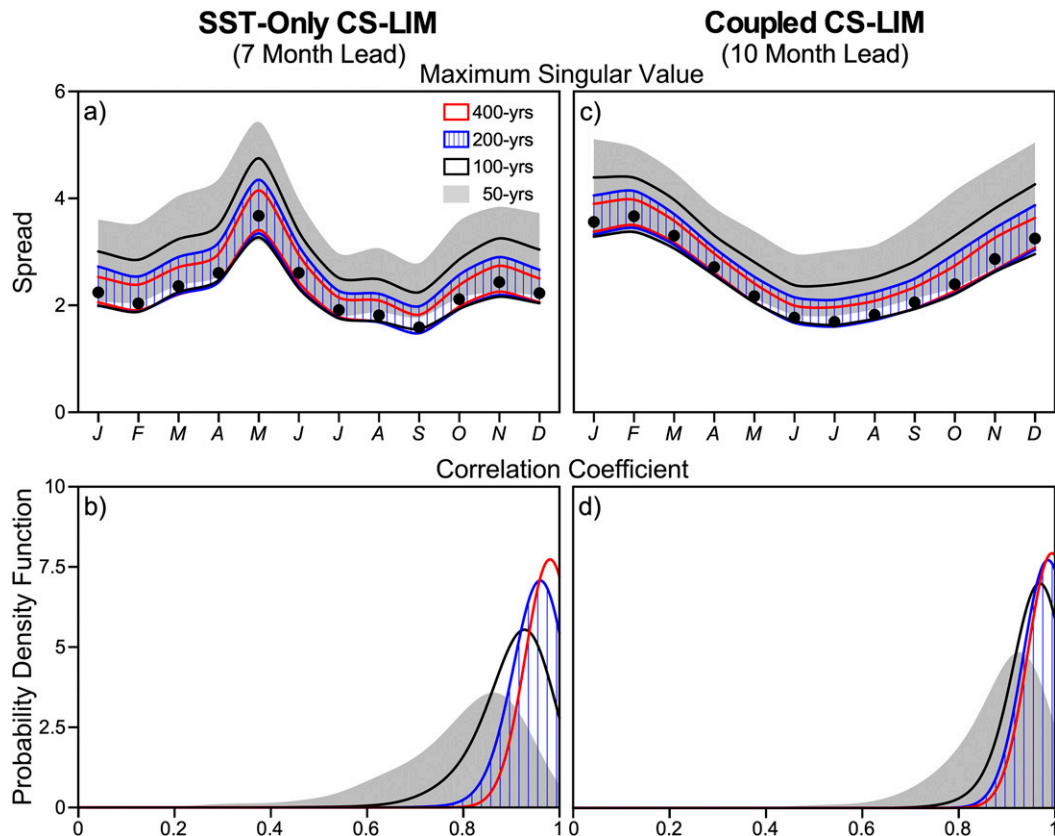 SST-Only CS-LIM
(7 Month Lead)
Coupled CS-LIM
(10 Month Lead)
Maximum Singular Value
a)
c)
400-yrs
200-yrs
100-yrs
50-yrs
Spread
6
4
2
0
J F M A M J J A S O N D
J F M A M J J A S O N D
Correlation Coefficient
b)
d)
Probability Density Function
10
7.5
5
2.5
0
0 0.2 0.4 0.6 0.8 1
0 0.2 0.4 0.6 0.8 1